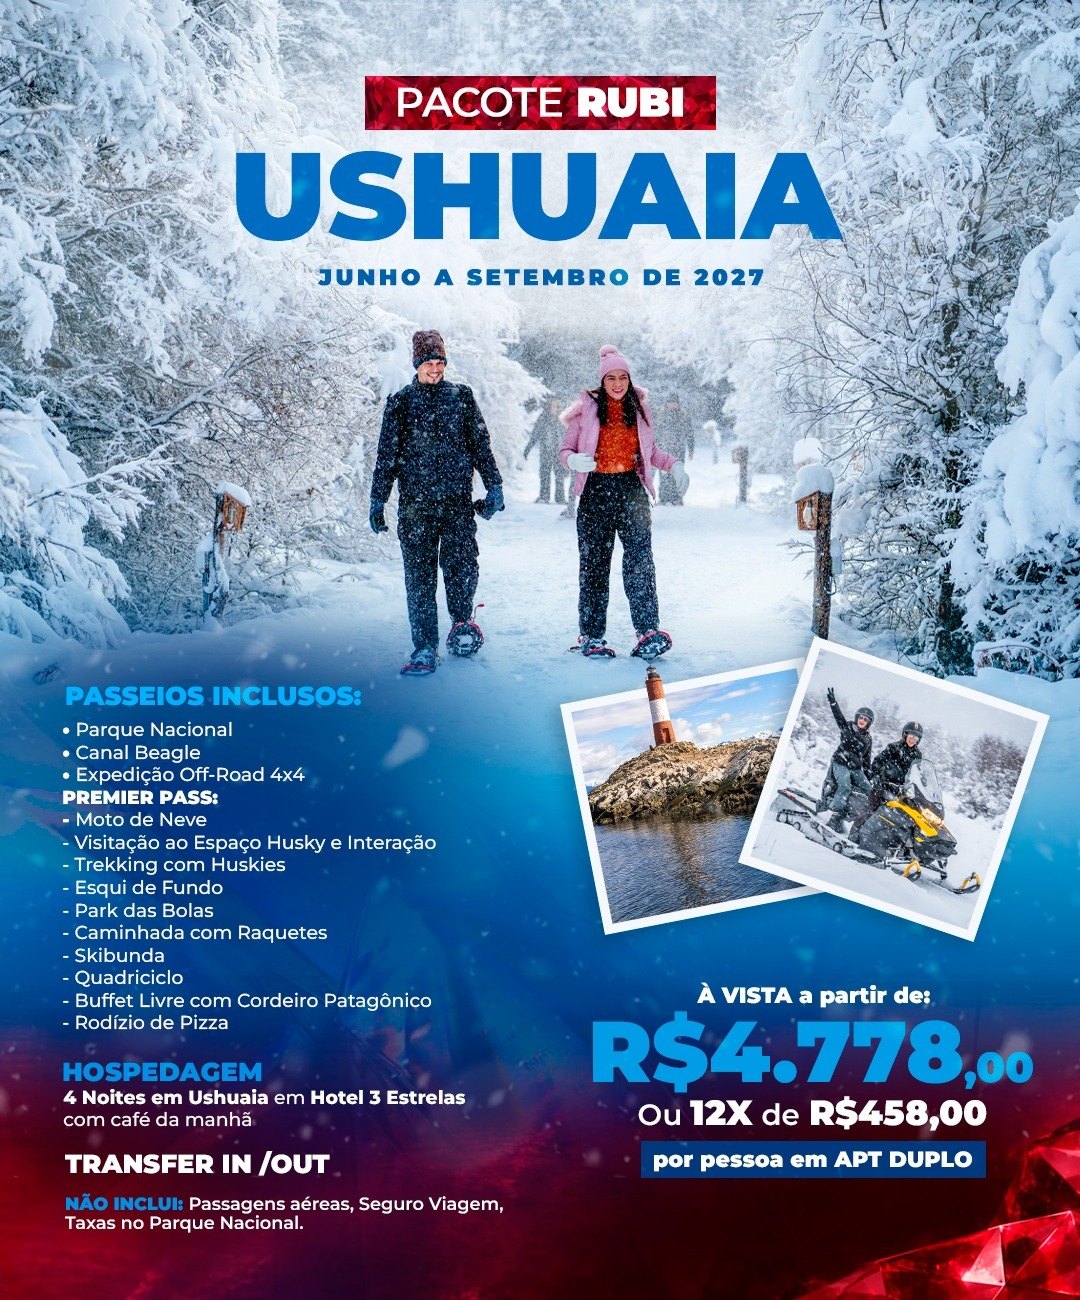 PACOTE RUBI
USHUAIA
JUNHO A SETEMBRO DE 2027
PASSEIOS INCLUSOS:
• Parque Nacional
• Canal Beagle
• Expedição Off-Road 4x4
PREMIER PASS:
- Moto de Neve
- Visitação ao Espaço Husky e Interação
- Trekking com Huskies
- Esqui de Fundo
- Park das Bolas
- Caminhada com Raquetes
- Skibunda
- Quadriciclo
- Buffet Livre com Cordeiro Patagônico
- Rodízio de Pizza
HOSPEDAGEM
4 Noites em Ushuaia em Hotel 3 Estrelas
com café da manhã
TRANSFER IN /OUT
NÃO INCLUI: Passagens aéreas, Seguro Viagem,
Taxas no Parque Nacional.
À VISTA a partir de:
R$4.778,00
Ou 12X de R$458,00
por pessoa em APT DUPLO